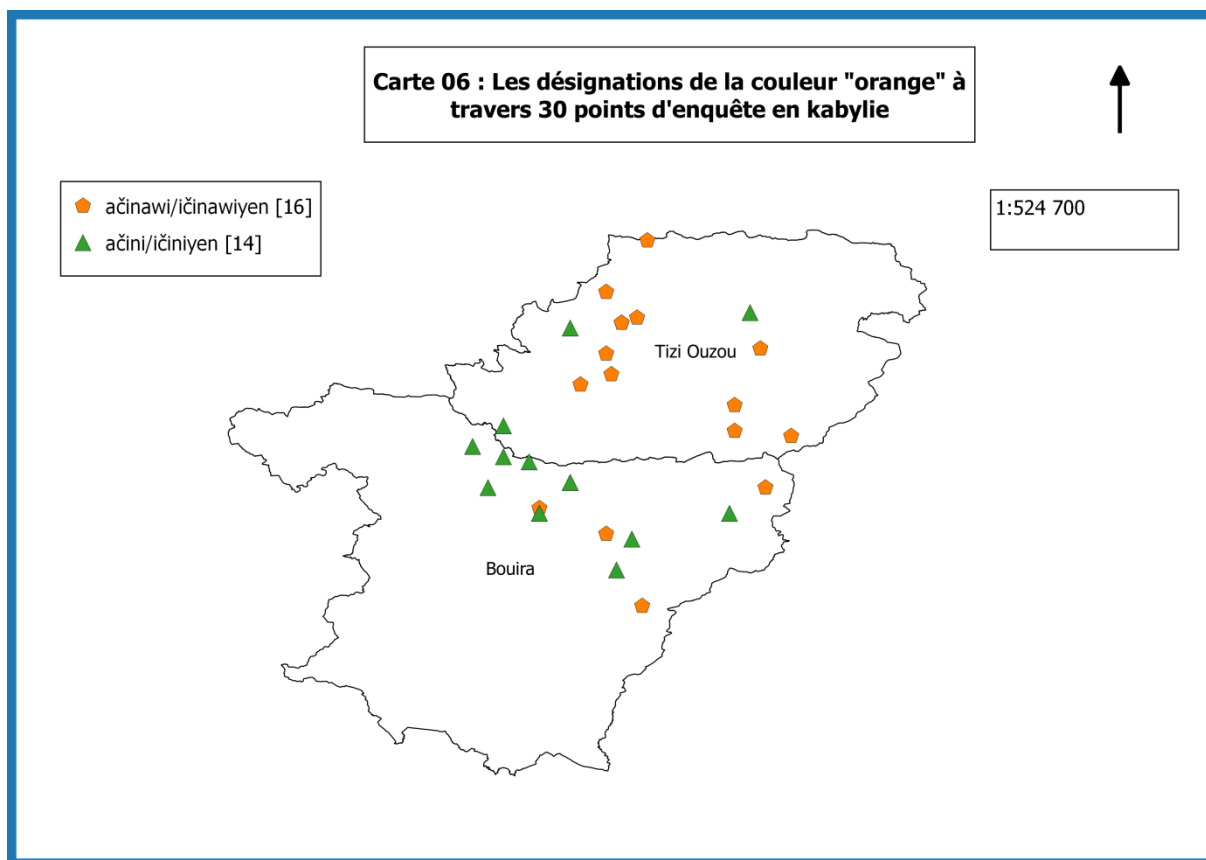 Carte 06 : Les désignations de la couleur "orange" à
travers 30 points d'enquête en kabylie
ačinawi/ičinawiyen [16]
ačini/ičiniyen [14]
1:524 700
Tizi Ouzou
Bouira